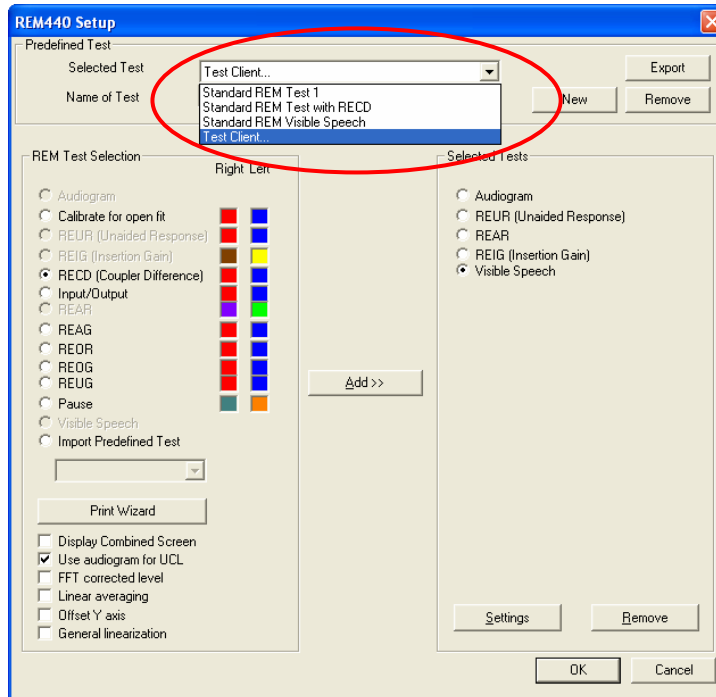 REM440 Setup
Predefined Test
Selected Test
Test Client...
Export
Name of Test
Standard REM Test 1
Standard REM Test with RECD
Standard REM Visible Speech
Test Client...
New
Remove
REM Test Selection
Right Left
Audiogram
Calibrate for open fit
REUR (Unaided Response)
REIG (Insertion Gain)
RECD (Coupler Difference)
Input/Output
REAR
REAG
REOR
REOG
REUG
Pause
Visible Speech
Import Predefined Test
Print Wizard
Display Combined Screen
Use audiogram for UCL
FFT corrected level
Linear averaging
Offset Y axis
General linearization
Add >>
Selected Tests
Audiogram
REUR (Unaided Response)
REAR
REIG (Insertion Gain)
Visible Speech
Settings
Remove
OK
Cancel